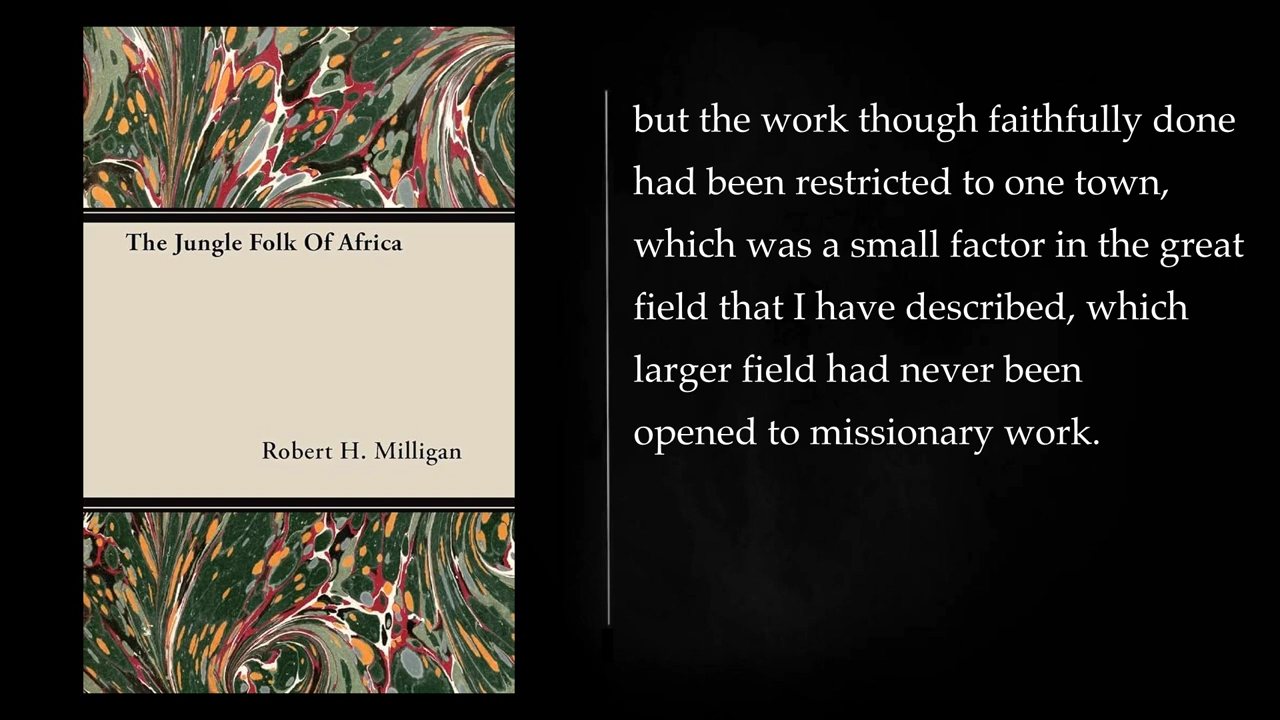 The Jungle Folk Of Africa
Robert H. Milligan
but the work though faithfully done
had been restricted to one town,
which was a small factor in the great
field that I have described, which
larger field had never been
opened to missionary work.